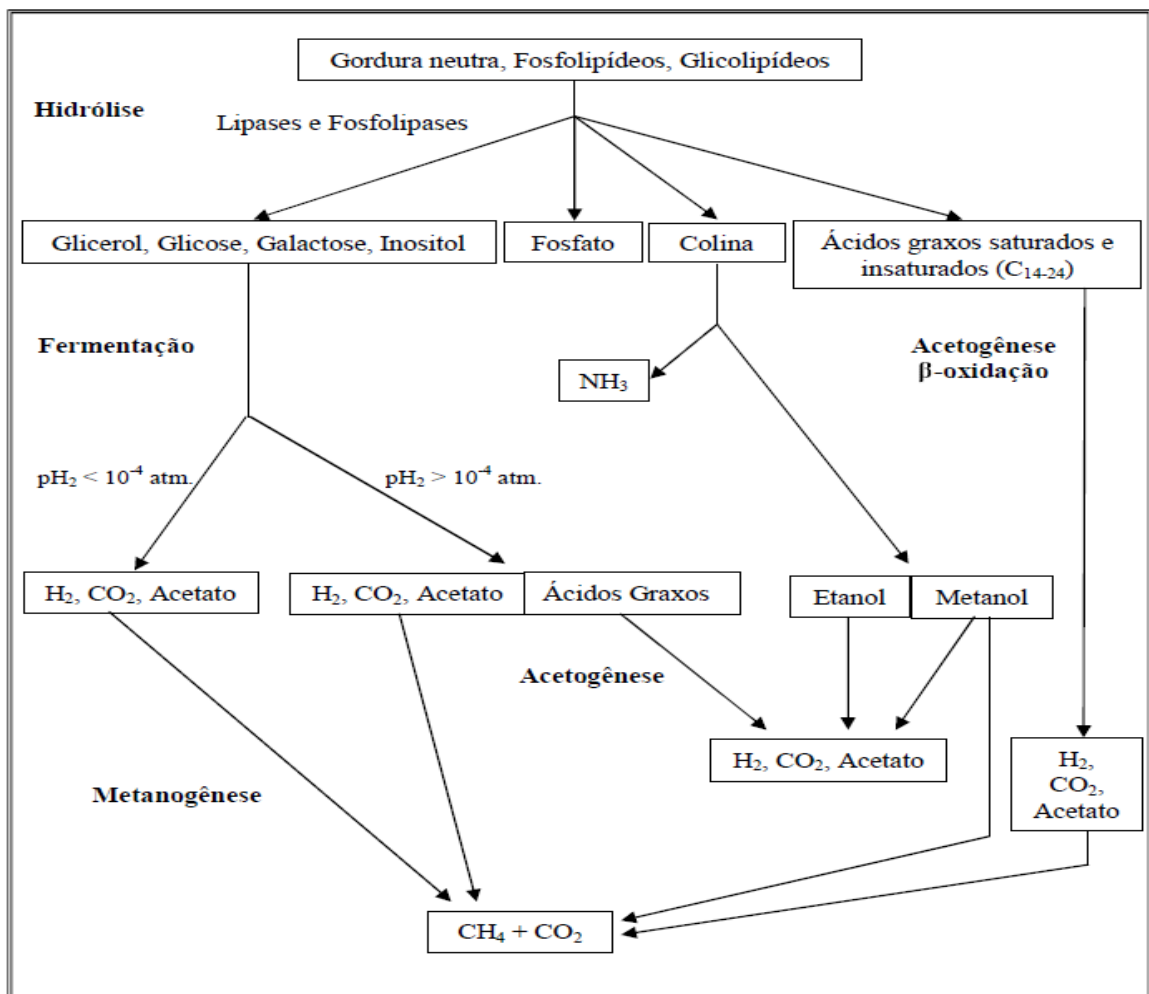 Gordura neutra, Fosfolipídeos, Glicolipídeos
Hidrólise
Lipases e Fosfolipases
Glicerol, Glicose, Galactose, Inositol
Fosfato
Colina
Ácidos graxos saturados e
insaturados (C₁₄₋₂₄)
Fermentação
Acetogênese
β-oxidação
NH₃
pH₂ < 10⁻⁴ atm.
pH₂ > 10⁻⁴ atm.
H₂, CO₂, Acetato
H₂, CO₂, Acetato
Ácidos Graxos
Etanol
Metanol
Acetogênese
H₂, CO₂, Acetato
H₂,
CO₂,
Acetato
Metanogênese
CH₄ + CO₂